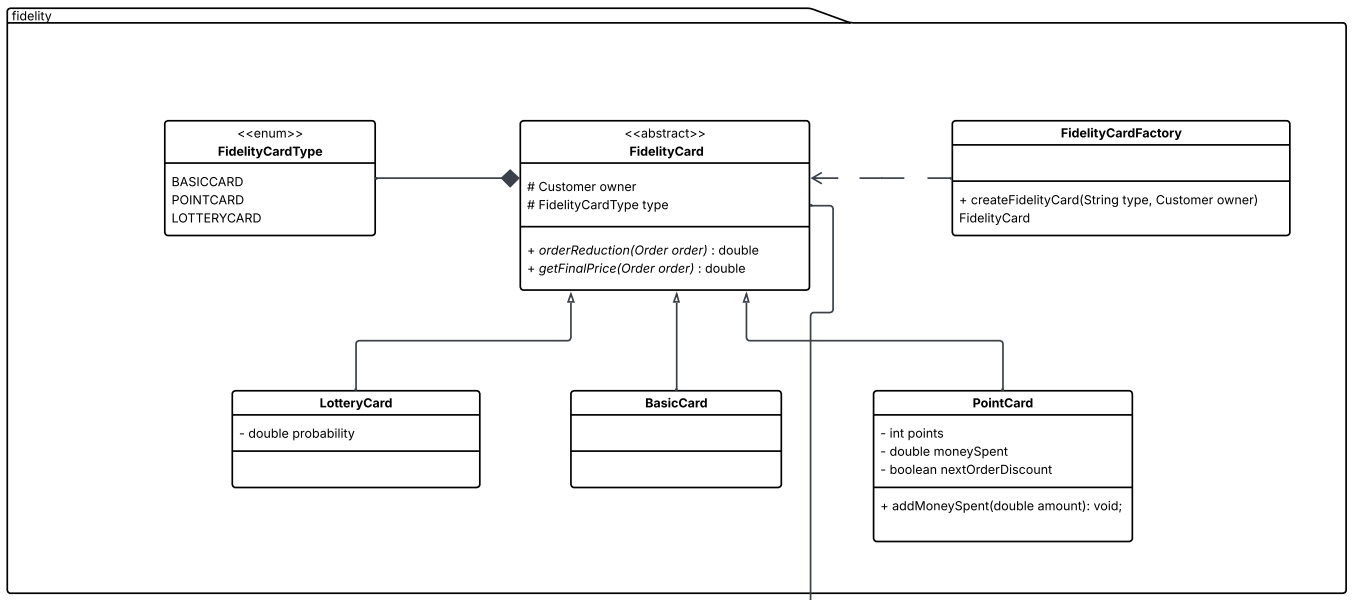 fidelity
<<enum>>
FidelityCardType
BASICCARD
POINTCARD
LOTTERYCARD
<<abstract>>
FidelityCard
# Customer owner
# FidelityCardType type
+ orderReduction(Order order) : double
+ getFinalPrice(Order order) : double
FidelityCardFactory
+ createFidelityCard(String type, Customer owner)
FidelityCard
LotteryCard
- double probability
BasicCard
PointCard
- int points
- double moneySpent
- boolean nextOrderDiscount
+ addMoneySpent(double amount): void;